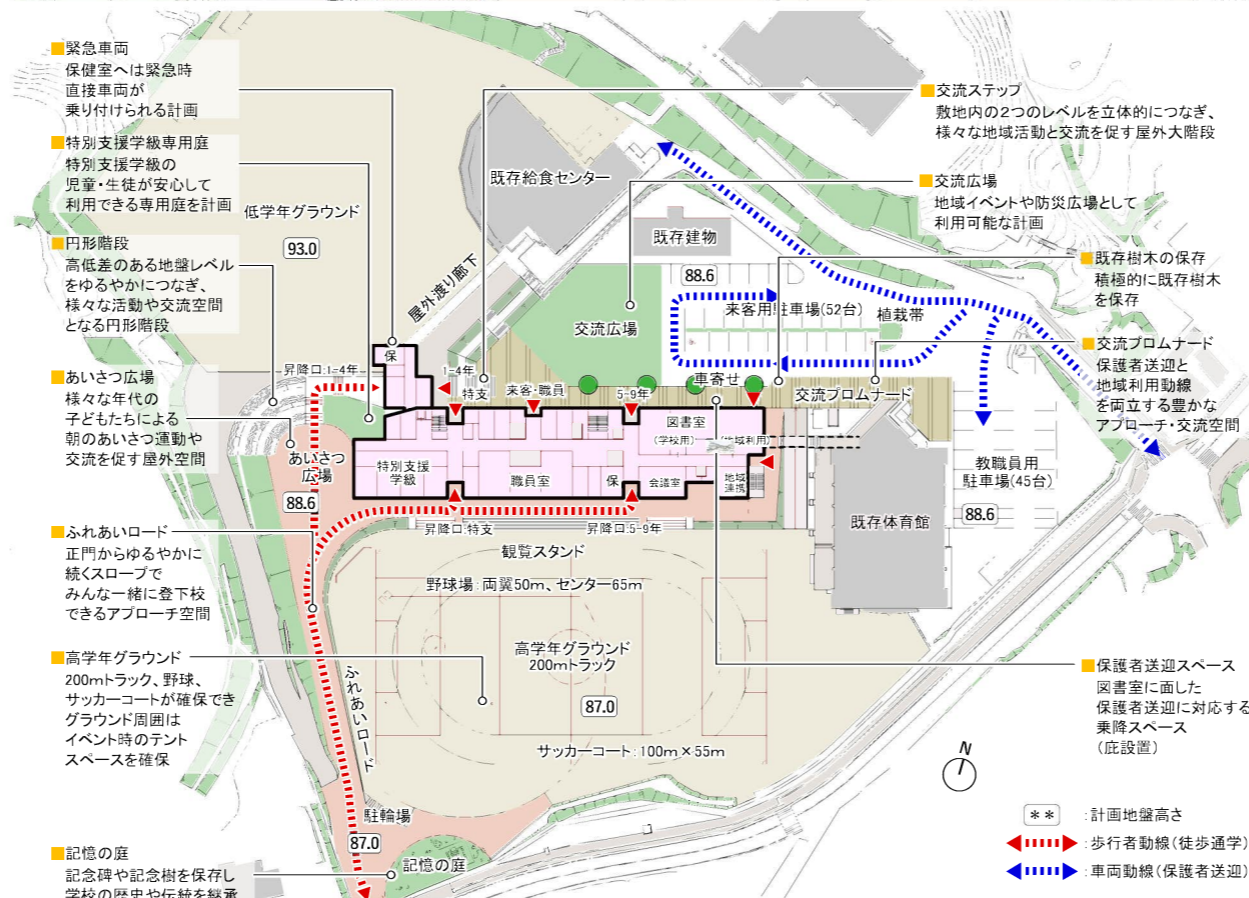 ■緊急車両
保健室へは緊急時
直接車両が
乗り付けられる計画
■特別支援学級専用庭
特別支援学級の
児童・生徒が安心して
利用できる専用庭を計画
■円形階段
高低差のある地盤レベル
をゆるやかにつなぎ、
様々な活動や交流空間
となる円形階段
■あいさつ広場
様々な年代の
子どもたちによる
朝のあいさつ運動や
交流を促す屋外空間
■ふれあいロード
正門からゆるやかに
続くスロープで
みんな一緒に登下校
できるアプローチ空間
■高学年グラウンド
200mトラック、野球、
サッカーコートが確保でき
グラウンド周囲は
イベント時のテント
スペースを確保
■記憶の庭
記念碑や記念樹を保存し
学校の歴史や伝統を継承
低学年グラウンド
93.0
既存給食センター
屋外渡り廊下
既存建物
88.6
交流広場
来客用駐車場(52台)
植栽帯
車寄せ
交流プロムナード
昇降口:1-4年
保
1-4年
特支
来客・職員
5-9年
図書室
(学校用)
(地域利用)
特別支援
学級
職員室
保
会議室
地域
連携
あいさつ
広場
88.6
昇降口:特支
昇降口:5-9年
教職員用
駐車場(45台)
88.6
既存体育館
観覧スタンド
野球場:両翼50m、センター65m
高学年グラウンド
200mトラック
87.0
サッカーコート:100m×55m
ふれあいロード
駐輪場
87.0
記憶の庭
■交流ステップ
敷地内の2つのレベルを立体的につなぎ、
様々な地域活動と交流を促す屋外大階段
■交流広場
地域イベントや防災広場として
利用可能な計画
■既存樹木の保存
積極的に既存樹木
を保存
■交流プロムナード
保護者送迎と
地域利用動線
を両立する豊かな
アプローチ・交流空間
■保護者送迎スペース
図書室に面した
保護者送迎に対応する
乗降スペース
(庇設置)
N
** :計画地盤高さ
:歩行者動線(徒歩通学)
:車両動線(保護者送迎)